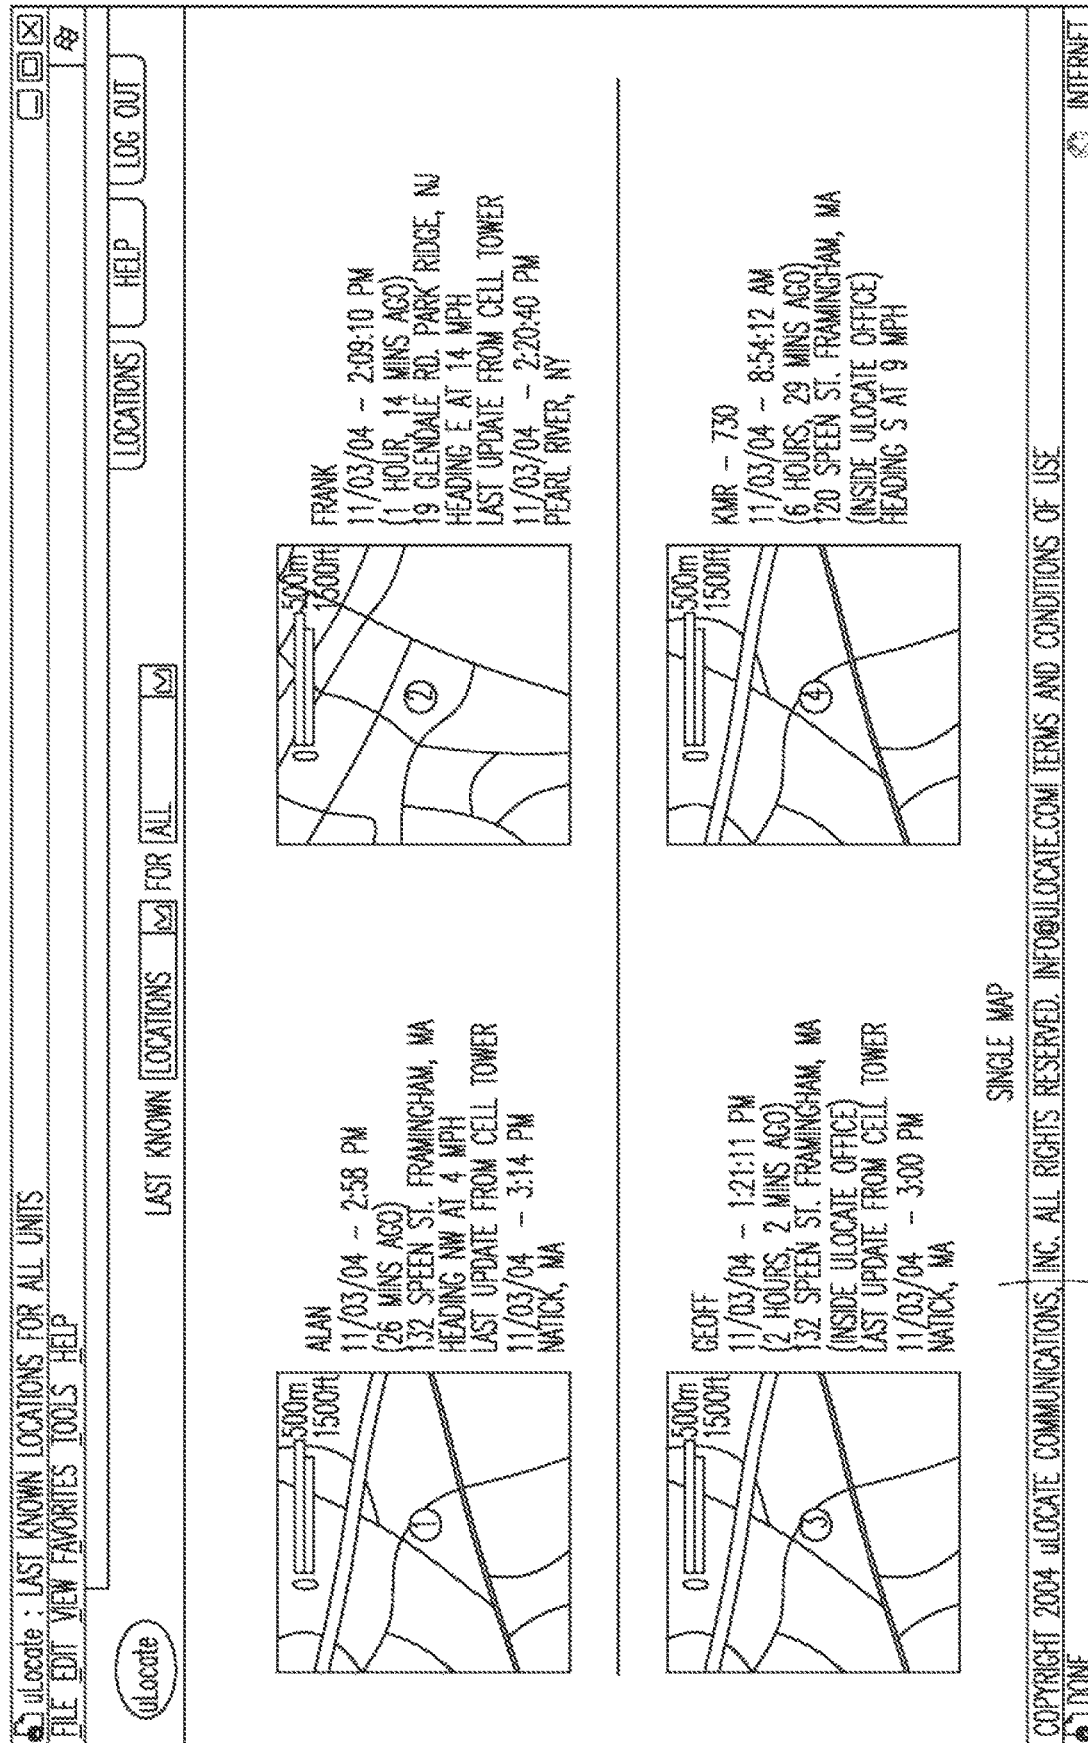 uLocate : LAST KNOWN LOCATIONS FOR ALL UNITS
FILE EDIT VIEW FAVORITES TOOLS HELP
uLocate
LOCATIONS HELP LOG OUT
LAST KNOWN LOCATIONS FOR ALL
0 500m
1500ft
1
ALAN
11/03/04 - 2:58 PM
(26 MINS AGO)
132 SPEEN ST. FRAMINGHAM, MA
HEADING NW AT 4 MPH
LAST UPDATE FROM CELL TOWER
11/03/04 - 3:14 PM
NATICK, MA
0 500m
1500ft
2
FRANK
11/03/04 - 2:09:10 PM
(1 HOUR, 14 MINS AGO)
19 GLENDALE RD. PARK RIDGE, NJ
HEADING E AT 14 MPH
LAST UPDATE FROM CELL TOWER
11/03/04 - 2:20:40 PM
PEARL RIVER, NY
0 500m
1500ft
3
GEOFF
11/03/04 - 1:21:11 PM
(2 HOURS, 2 MINS AGO)
132 SPEEN ST. FRAMINGHAM, MA
(INSIDE ULOCATE OFFICE)
LAST UPDATE FROM CELL TOWER
11/03/04 - 3:00 PM
NATICK, MA
0 500m
1500ft
4
KMR - 730
11/03/04 - 8:54:12 AM
(6 HOURS, 29 MINS AGO)
120 SPEEN ST. FRAMINGHAM, MA
(INSIDE ULOCATE OFFICE)
HEADING S AT 9 MPH
SINGLE MAP
COPYRIGHT 2004 uLOCATE COMMUNICATIONS, INC. ALL RIGHTS RESERVED. INFO@ULOCATE.COM TERMS AND CONDITIONS OF USE
DONE INTERNET